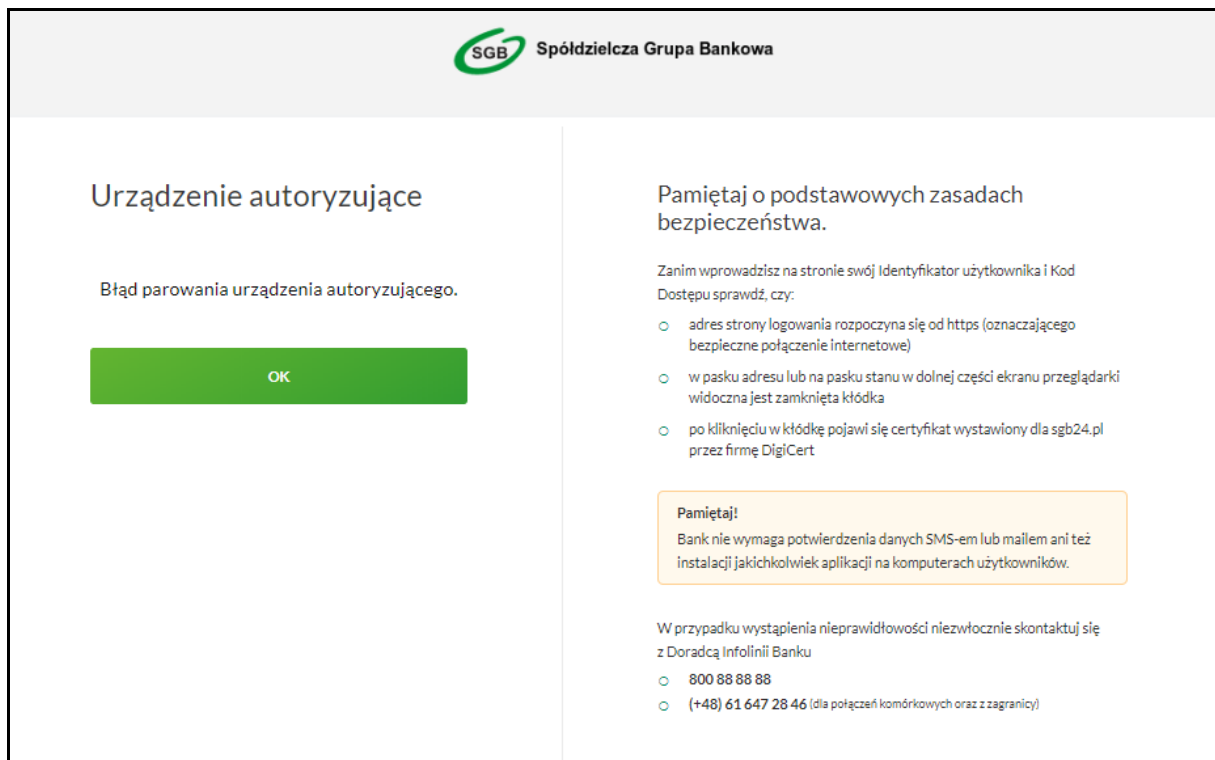 SGB Spółdzielcza Grupa Bankowa
Urządzenie autoryzujące
Błąd parowania urządzenia autoryzującego.
OK
Pamiętaj o podstawowych zasadach
bezpieczeństwa.
Zanim wprowadzisz na stronie swój Identyfikator użytkownika i Kod
Dostępu sprawdź, czy:
adres strony logowania rozpoczyna się od https (oznaczającego
bezpieczne połączenie internetowe)
w pasku adresu lub na pasku stanu w dolnej części ekranu przeglądarki
widoczna jest zamknięta kłódka
po kliknięciu w kłódkę pojawi się certyfikat wystawiony dla sgb24.pl
przez firmę DigiCert
Pamiętaj!
Bank nie wymaga potwierdzenia danych SMS-em lub mailem ani też
instalacji jakichkolwiek aplikacji na komputerach użytkowników.
W przypadku wystąpienia nieprawidłowości niezwłocznie skontaktuj się
z Doradcą Infolinii Banku
800 88 88 88
(+48) 61 647 28 46 (dla połączeń komórkowych oraz z zagranicy)